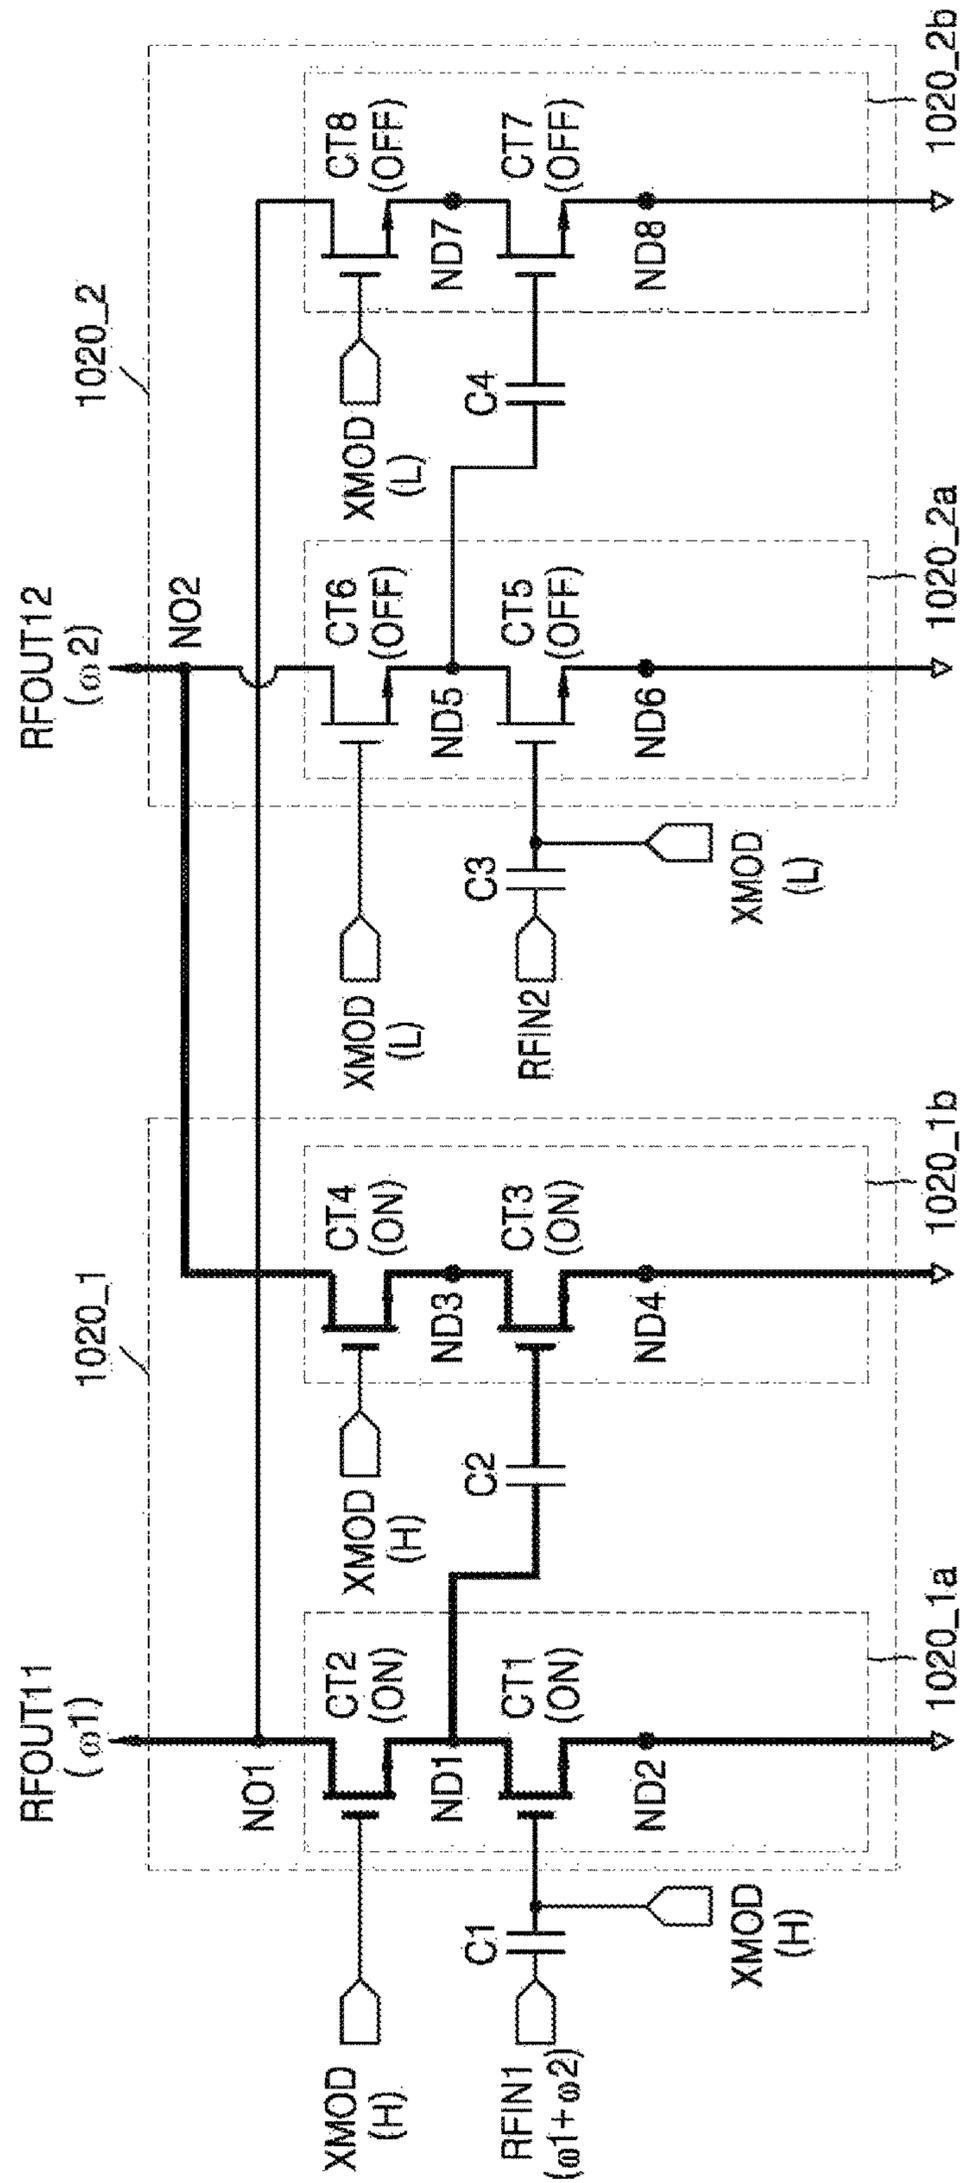 RFOUT11
(ω1)
RFOUT12
(ω2)
1020_1
1020_2
NO1
NO2
XMOD
(H)
CT2
(ON)
XMOD
(H)
CT4
(ON)
XMOD
(L)
CT6
(OFF)
XMOD
(L)
CT8
(OFF)
ND1
ND3
ND5
ND7
RFIN1
(ω1+ω2)
C1
CT1
(ON)
C2
CT3
(ON)
RFIN2
C3
CT5
(OFF)
C4
CT7
(OFF)
XMOD
(H)
ND2
ND4
XMOD
(L)
ND6
ND8
1020_1a
1020_1b
1020_2a
1020_2b